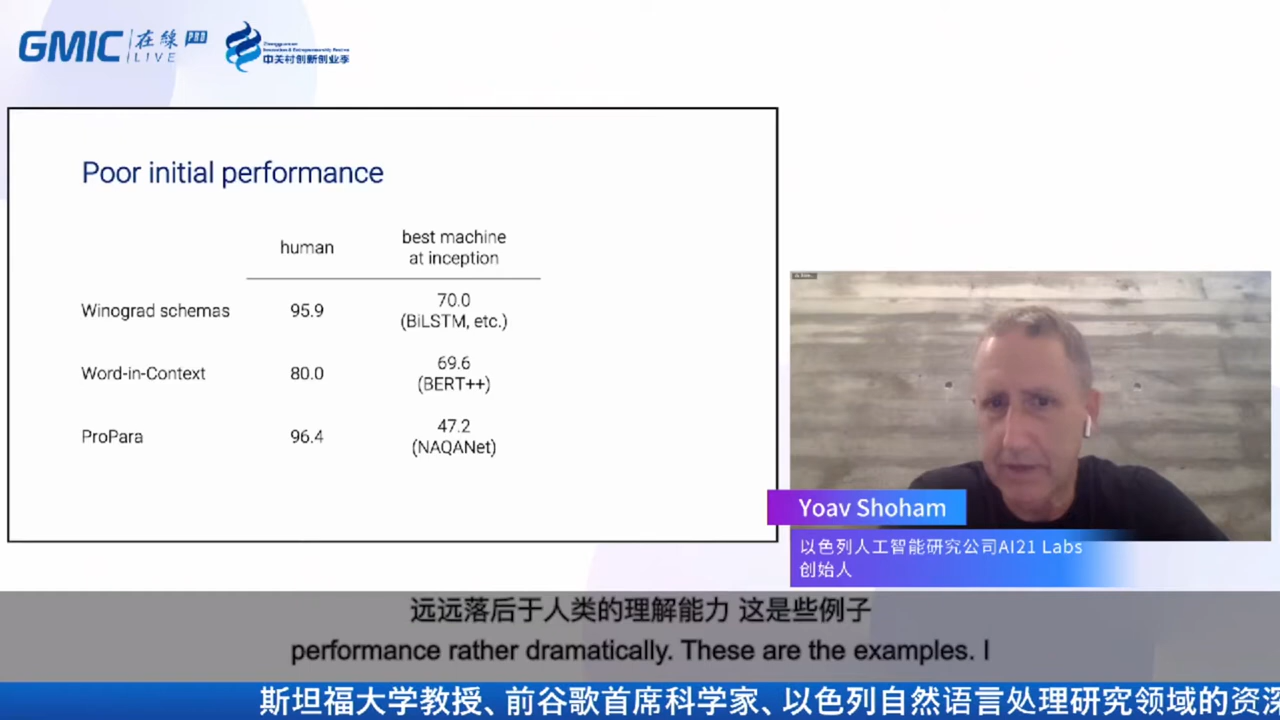 GMIC 在線 PRO
LIVE
Zhongguancun
Innovation & Entrepreneurship Season
中关村创新创业季
Poor initial performance
human
best machine
at inception
Winograd schemas
95.9
70.0
(BiLSTM, etc.)
Word-in-Context
80.0
69.6
(BERT++)
ProPara
96.4
47.2
(NAQANet)
Yoav Shoham
以色列人工智能研究公司AI21 Labs
创始人
远远落后于人类的理解能力 这是些例子
performance rather dramatically. These are the examples. I
斯坦福大学教授、前谷歌首席科学家、以色列自然语言处理研究领域的资深